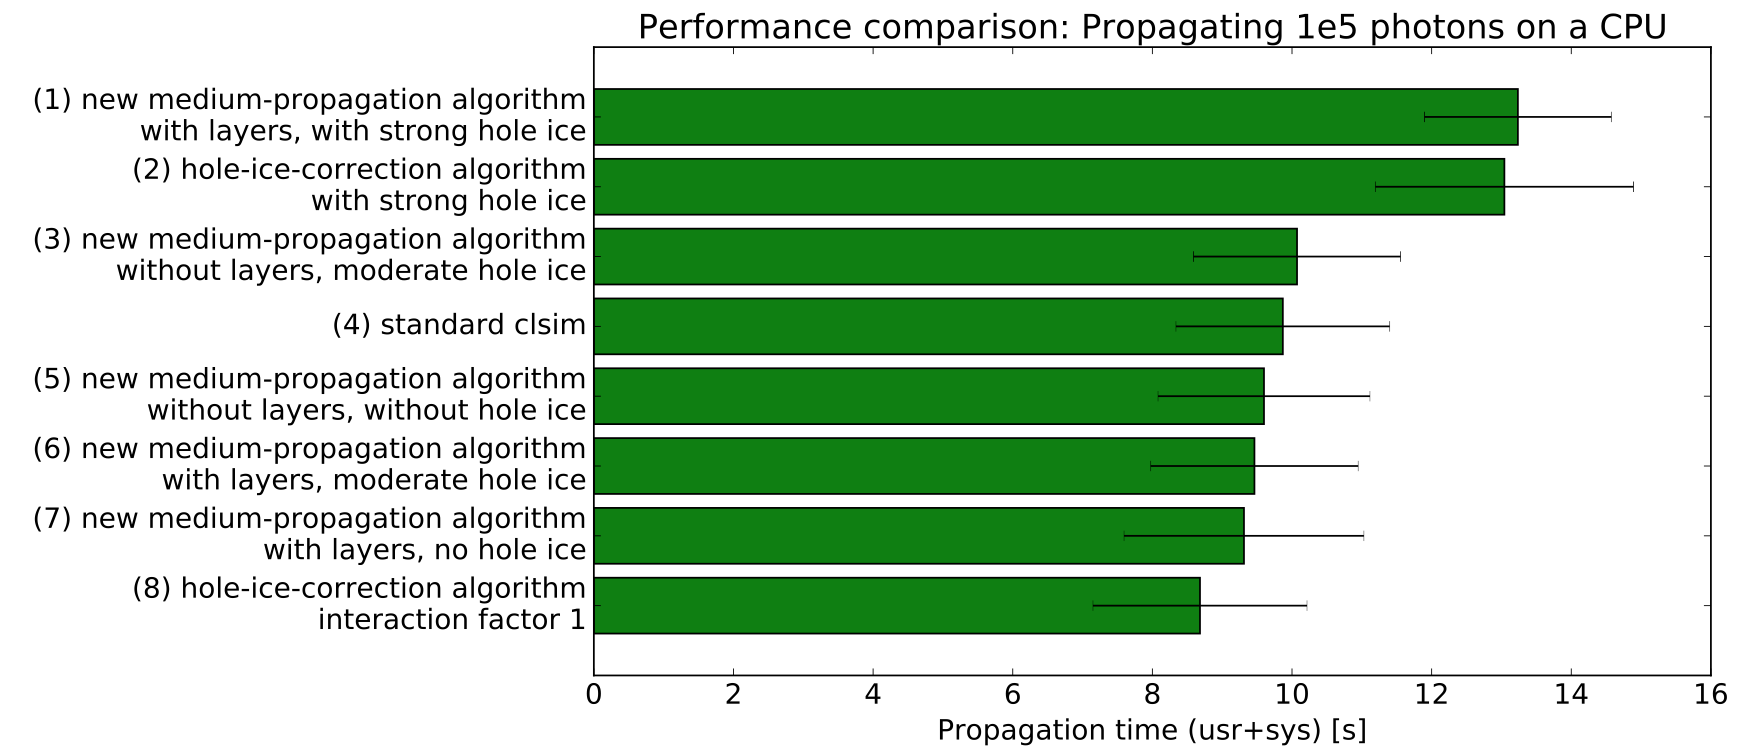 Performance comparison: Propagating 1e5 photons on a CPU
(1) new medium-propagation algorithm
with layers, with strong hole ice
(2) hole-ice-correction algorithm
with strong hole ice
(3) new medium-propagation algorithm
without layers, moderate hole ice
(4) standard clsim
(5) new medium-propagation algorithm
without layers, without hole ice
(6) new medium-propagation algorithm
with layers, moderate hole ice
(7) new medium-propagation algorithm
with layers, no hole ice
(8) hole-ice-correction algorithm
interaction factor 1
0 2 4 6 8 10 12 14 16
Propagation time (usr+sys) [s]